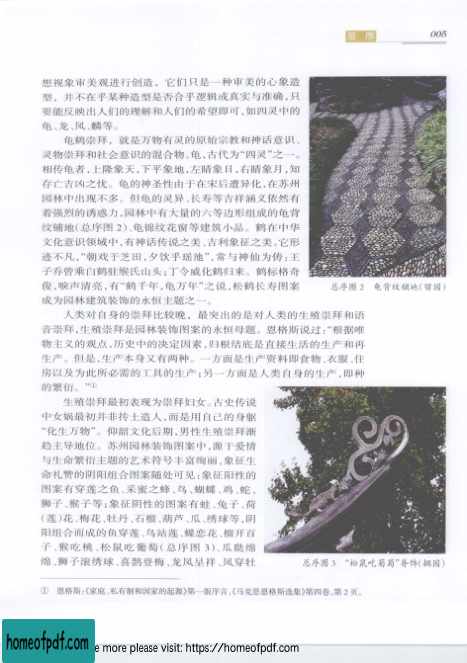 总 序
005
想视象审美观进行创造，它们只是一种审美的心象造
型，并不在乎某种造型是否合乎逻辑或真实与准确，只
要能反映出人们的理解和人们的希望即可，如四灵中的
龟、龙、凤、麟等。
龟鹤崇拜，就是万物有灵的原始宗教和神话意识、
灵物崇拜和社会意识的混合物。龟，古代为“四灵”之一。
相传龟者，上隆象天，下平象地，左睛象日，右睛象月，知
存亡吉凶之忧。龟的神圣性由于在宋后遭异化，在苏州
园林中出现不多。但龟的灵异、长寿等吉祥涵义依然有
着强烈的诱惑力，园林中有大量的六等边形组成的龟背
纹铺地（总序图2）、龟锦纹花窗等建筑小品。鹤在中华
文化意识领域中，有神话传说之美、吉利象征之美。它形
迹不凡，“朝戏于芝田，夕饮乎瑶池”，常与神仙为俦：王
子乔曾乘白鹤驻缑氏山头；丁令威化鹤归来。鹤标格奇
俊，唳声清亮，有“鹤千年，龟万年”之说，松鹤长寿图案
成为园林建筑装饰的永恒主题之一。
总序图2 龟背纹铺地（留园）
人类对自身的崇拜比较晚，最突出的是对人类的生殖崇拜和语
音崇拜，生殖崇拜是园林装饰图案的永恒母题。恩格斯说过：“根据唯
物主义的观点，历史中的决定因素，归根结底是直接生活的生产和再
生产。但是，生产本身又有两种。一方面是生产资料即食物、衣服、住
房以及为此所必需的工具的生产；另一方面是人类自身的生产，即种
的繁衍。”①
生殖崇拜最初表现为崇拜妇女。古史传说
中女娲最初并非抟土造人，而是用自己的身躯
“化生万物”。仰韶文化后期，男性生殖崇拜渐
趋主导地位。苏州园林装饰图案中，源于爱情
与生命繁衍主题的艺术符号丰富绚丽，象征生
命礼赞的阴阳组合图案随处可见：象征阳性的
图案有穿莲之鱼、采蜜之蜂、鸟、蝴蝶、鸡、蛇、
狮子、猴子等；象征阴性的图案有蛙、兔子、荷
（莲）花、梅花、牡丹、石榴、葫芦、瓜、绣球等，阴
阳组合而成的鱼穿莲、鸟站莲、蝶恋花、榴开百
子、猴吃桃、松鼠吃葡萄（总序图3）、瓜瓞绵
绵、狮子滚绣球、喜鹊登梅、龙凤呈祥、凤穿牡
总序图3 “松鼠吃葡萄”脊饰（耦园）
① 恩格斯：《家庭、私有制和国家的起源》第一版序言，《马克思恩格斯选集》第四卷，第2页。
homeofpdf.com
e more please visit: https://homeofpdf.com